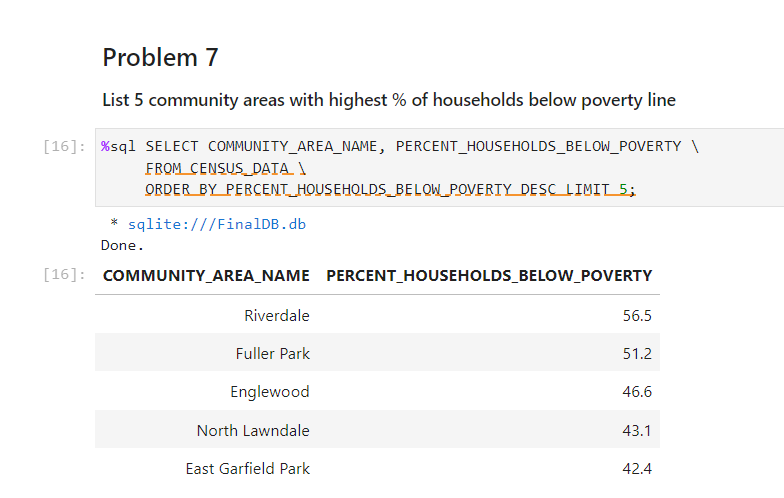 Problem 7
List 5 community areas with highest % of households below poverty line
[16]: %sql SELECT COMMUNITY_AREA_NAME, PERCENT_HOUSEHOLDS_BELOW_POVERTY \
FROM CENSUS_DATA \
ORDER BY PERCENT_HOUSEHOLDS_BELOW_POVERTY DESC LIMIT 5;
* sqlite:///FinalDB.db
Done.
[16]: COMMUNITY_AREA_NAME PERCENT_HOUSEHOLDS_BELOW_POVERTY
Riverdale 56.5
Fuller Park 51.2
Englewood 46.6
North Lawndale 43.1
East Garfield Park 42.4